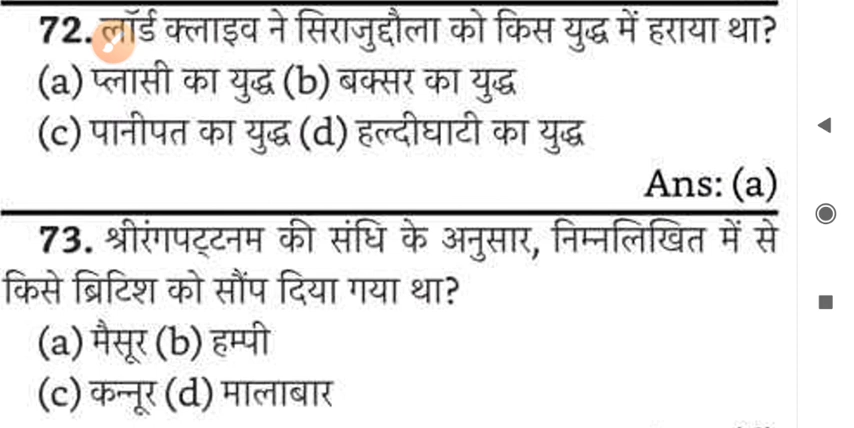 72. लॉर्ड क्लाइव ने सिराजुद्दौला को किस युद्ध में हराया था?
(a) प्लासी का युद्ध (b) बक्सर का युद्ध
(c) पानीपत का युद्ध (d) हल्दीघाटी का युद्ध
Ans: (a)
73. श्रीरंगपट्टनम की संधि के अनुसार, निम्नलिखित में से
किसे ब्रिटिश को सौंप दिया गया था?
(a) मैसूर (b) हम्पी
(c) कन्नूर (d) मालाबार